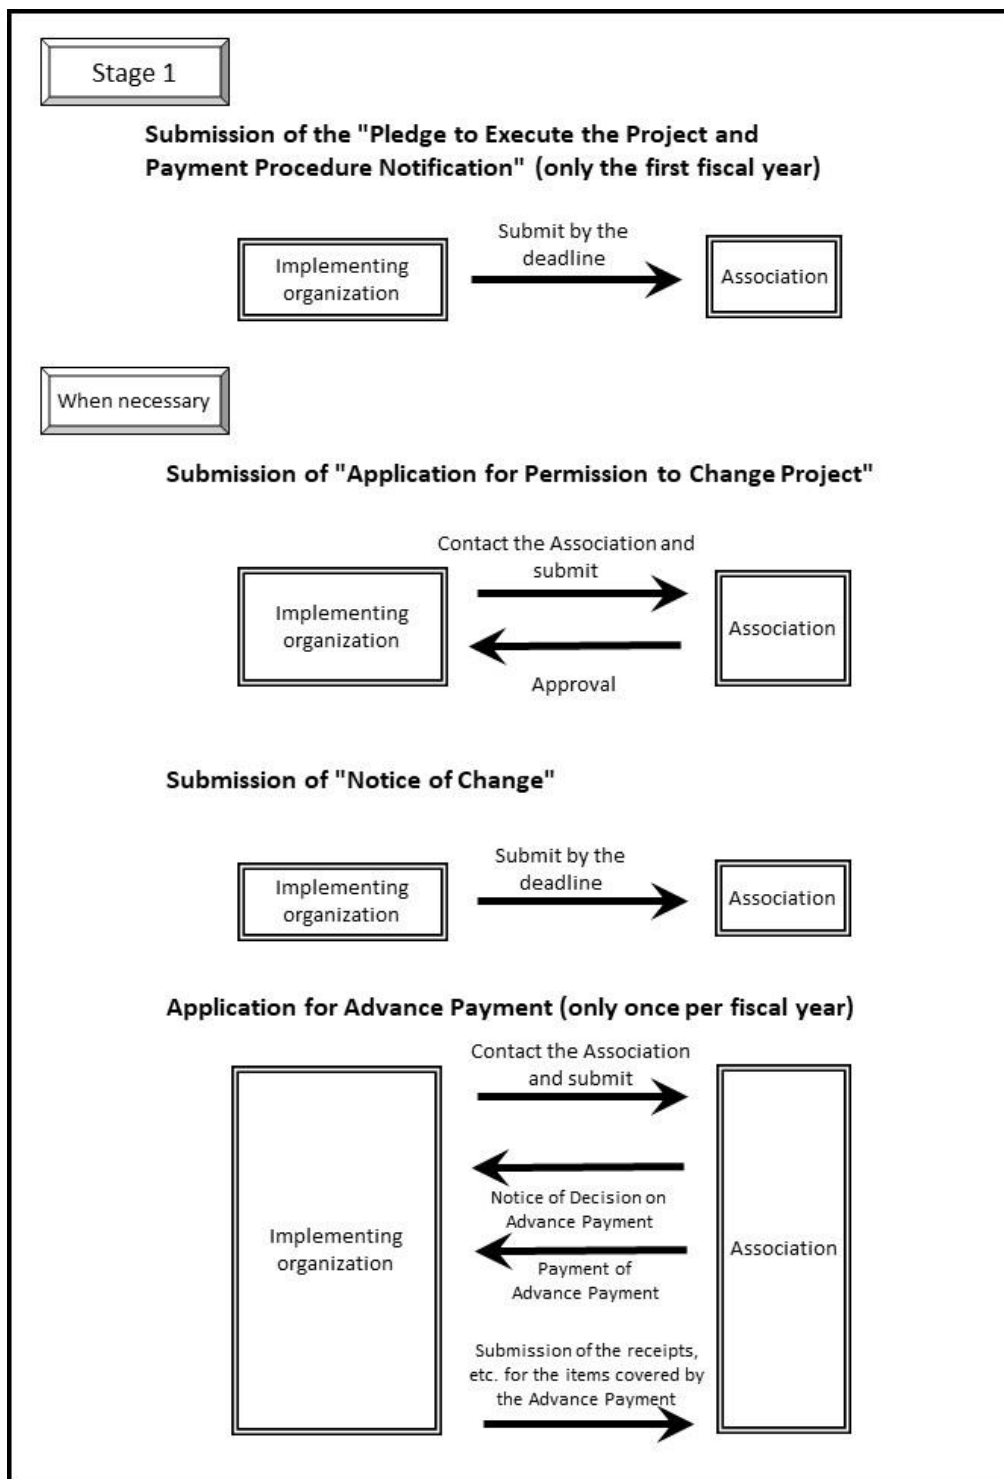 Stage 1
Submission of the "Pledge to Execute the Project and
Payment Procedure Notification" (only the first fiscal year)
Submit by the
deadline
Implementing
organization
Association
When necessary
Submission of "Application for Permission to Change Project"
Contact the Association and
submit
Implementing
organization
Association
Approval
Submission of "Notice of Change"
Submit by the
deadline
Implementing
organization
Association
Application for Advance Payment (only once per fiscal year)
Contact the Association
and submit
Notice of Decision on
Advance Payment
Implementing
organization
Association
Payment of
Advance Payment
Submission of the receipts,
etc. for the items covered by
the Advance Payment